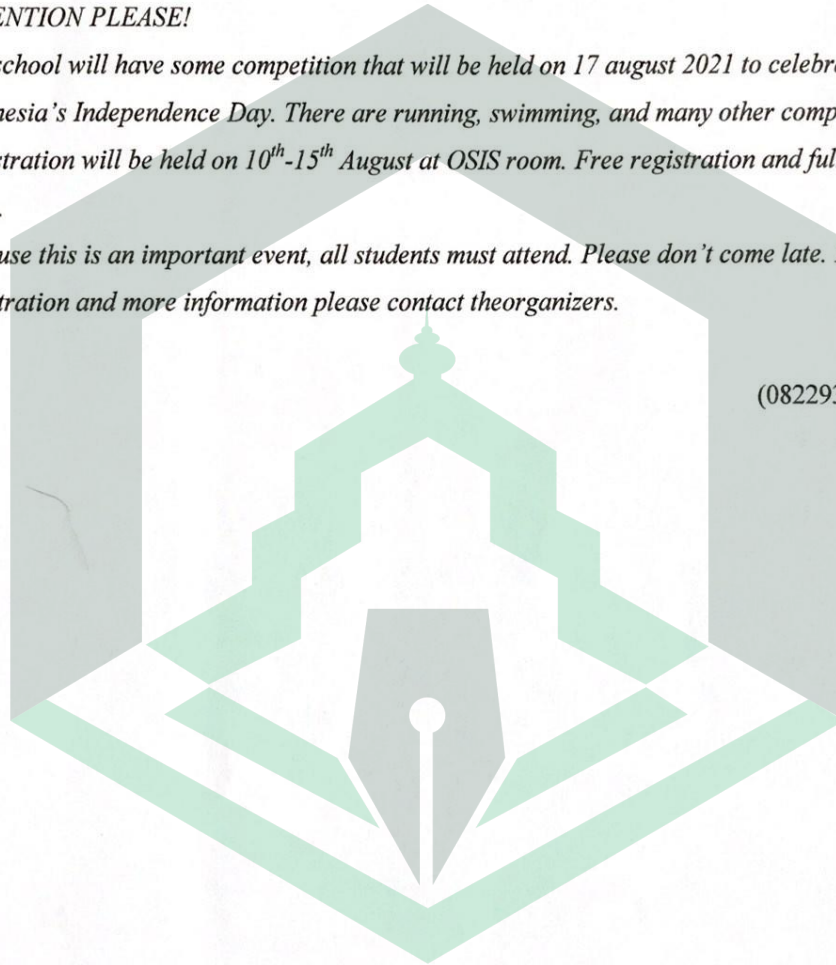 ENTION PLEASE!
school will have some competition that will be held on 17 august 2021 to celebr
nesia's Independence Day. There are running, swimming, and many other comp
stration will be held on 10th-15th August at OSIS room. Free registration and ful
.
use this is an important event, all students must attend. Please don't come late.
tration and more information please contact theorganizers.
(08229